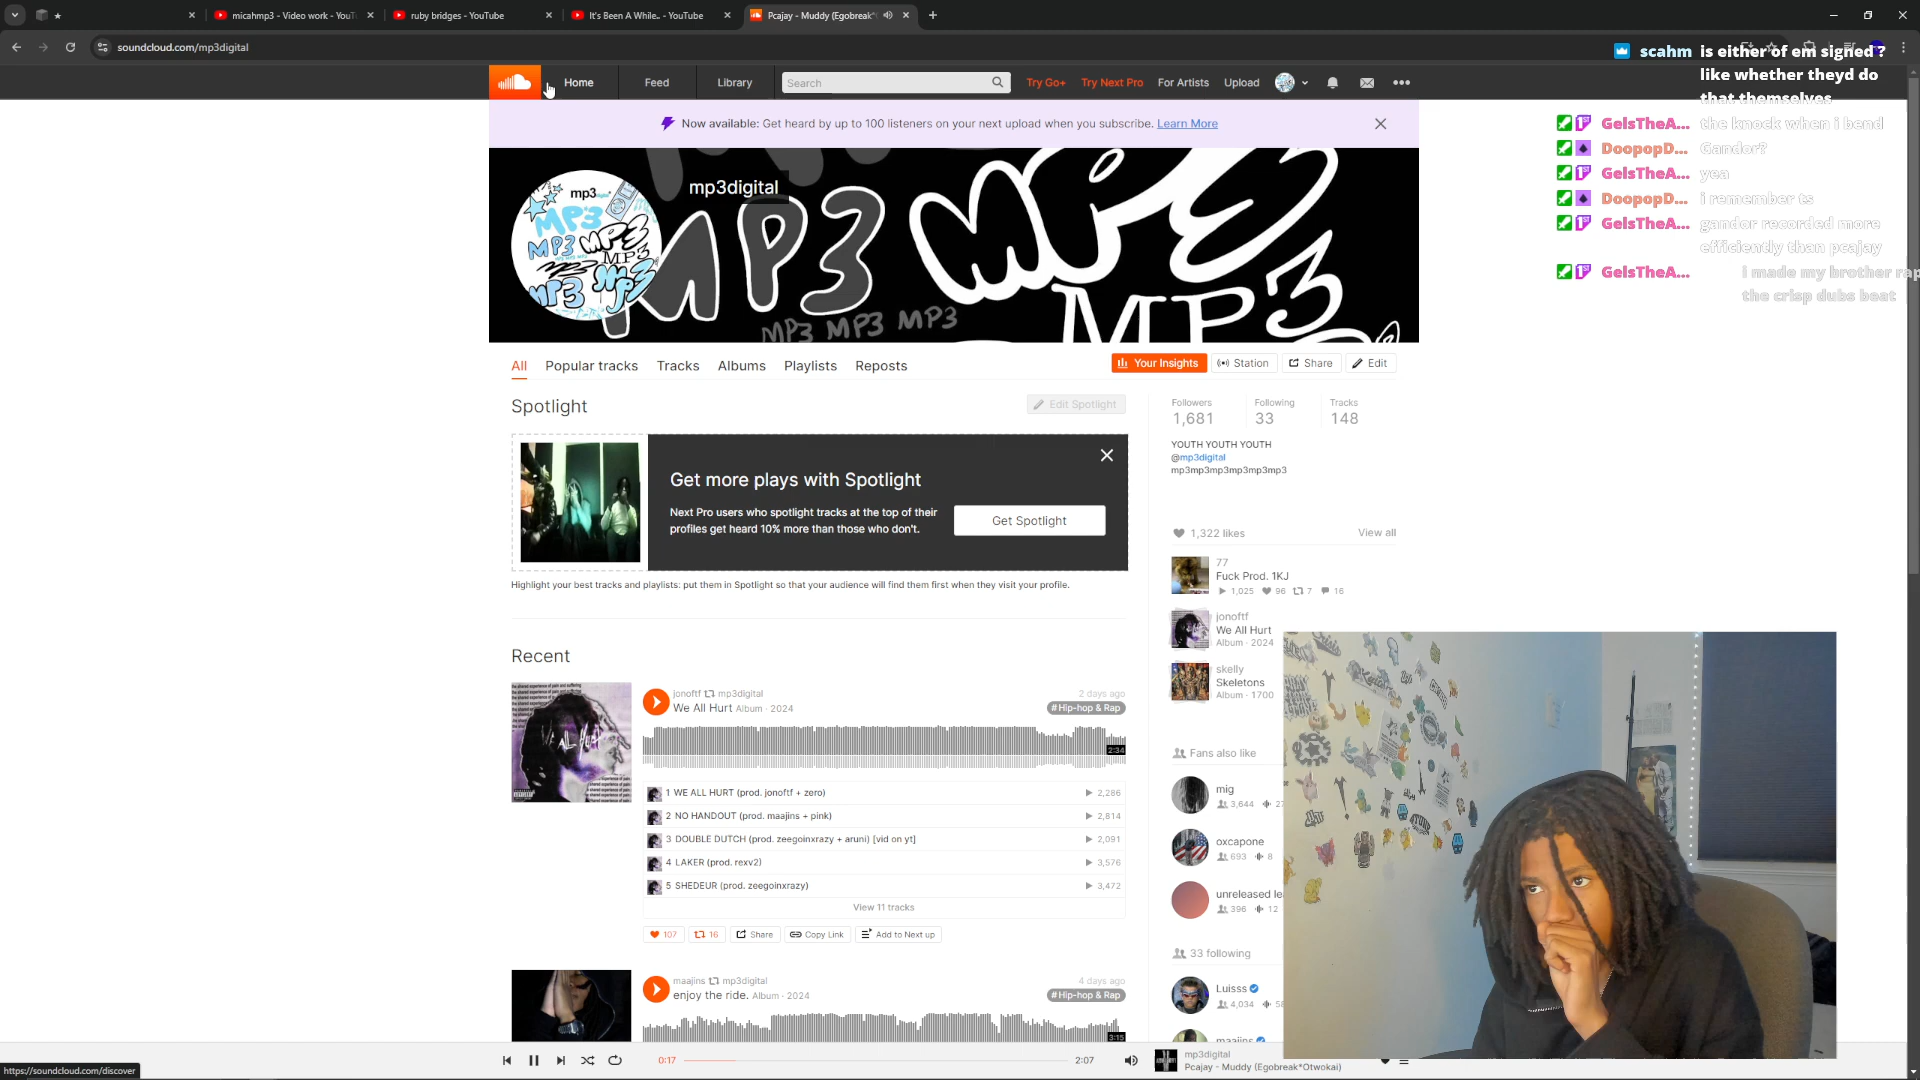 micahmp3 - Video work - YouT
ruby bridges - YouTube
It's Been A While.. - YouTube
Pcajay - Muddy (Egobreak*
soundcloud.com/mp3digital
Home
Feed
Library
Search
Try Go+
Try Next Pro
For Artists
Upload
scahm is either of em signed ?
like whether theyd do
that themselves
GelsTheA... the knock when i bend
DoopopD... Gandor?
GelsTheA... yea
DoopopD... i remember ts
GelsTheA... gandor recorded more
efficiently than pcajay
GelsTheA... i made my brother rap
the crisp dubs beat
Now available: Get heard by up to 100 listeners on your next upload when you subscribe. Learn More
mp3digital
MP3 MP3 MP3
All
Popular tracks
Tracks
Albums
Playlists
Reposts
Your Insights
Station
Share
Edit
Spotlight
Edit Spotlight
Get more plays with Spotlight
Next Pro users who spotlight tracks at the top of their
profiles get heard 10% more than those who don't.
Get Spotlight
Highlight your best tracks and playlists: put them in Spotlight so that your audience will find them first when they visit your profile.
Followers
1,681
Following
33
Tracks
148
YOUTH YOUTH YOUTH
@mp3digital
mp3mp3mp3mp3mp3mp3
1,322 likes
View all
77
Fuck Prod. 1KJ
1,025 96 7 16
jonoftf
We All Hurt
Album · 2024
skelly
Skeletons
Album · 1700
Recent
jonoftf mp3digital
2 days ago
We All Hurt Album · 2024
#Hip-hop & Rap
2:34
1 WE ALL HURT (prod. jonoftf + zero) 2,286
2 NO HANDOUT (prod. maajins + pink) 2,814
3 DOUBLE DUTCH (prod. zeegoinxrazy + aruni) [vid on yt] 2,091
4 LAKER (prod. rexv2) 3,576
5 SHEDEUR (prod. zeegoinxrazy) 3,472
View 11 tracks
107
16
Share
Copy Link
Add to Next up
Fans also like
mig
3,644 27
oxcapone
693 8
unreleased le
396 12
33 following
Luisss
4,034 58
maajins
maajins mp3digital
4 days ago
enjoy the ride. Album · 2024
#Hip-hop & Rap
3:15
0:17
2:07
mp3digital
Pcajay - Muddy (Egobreak*Otwokai)
https://soundcloud.com/discover